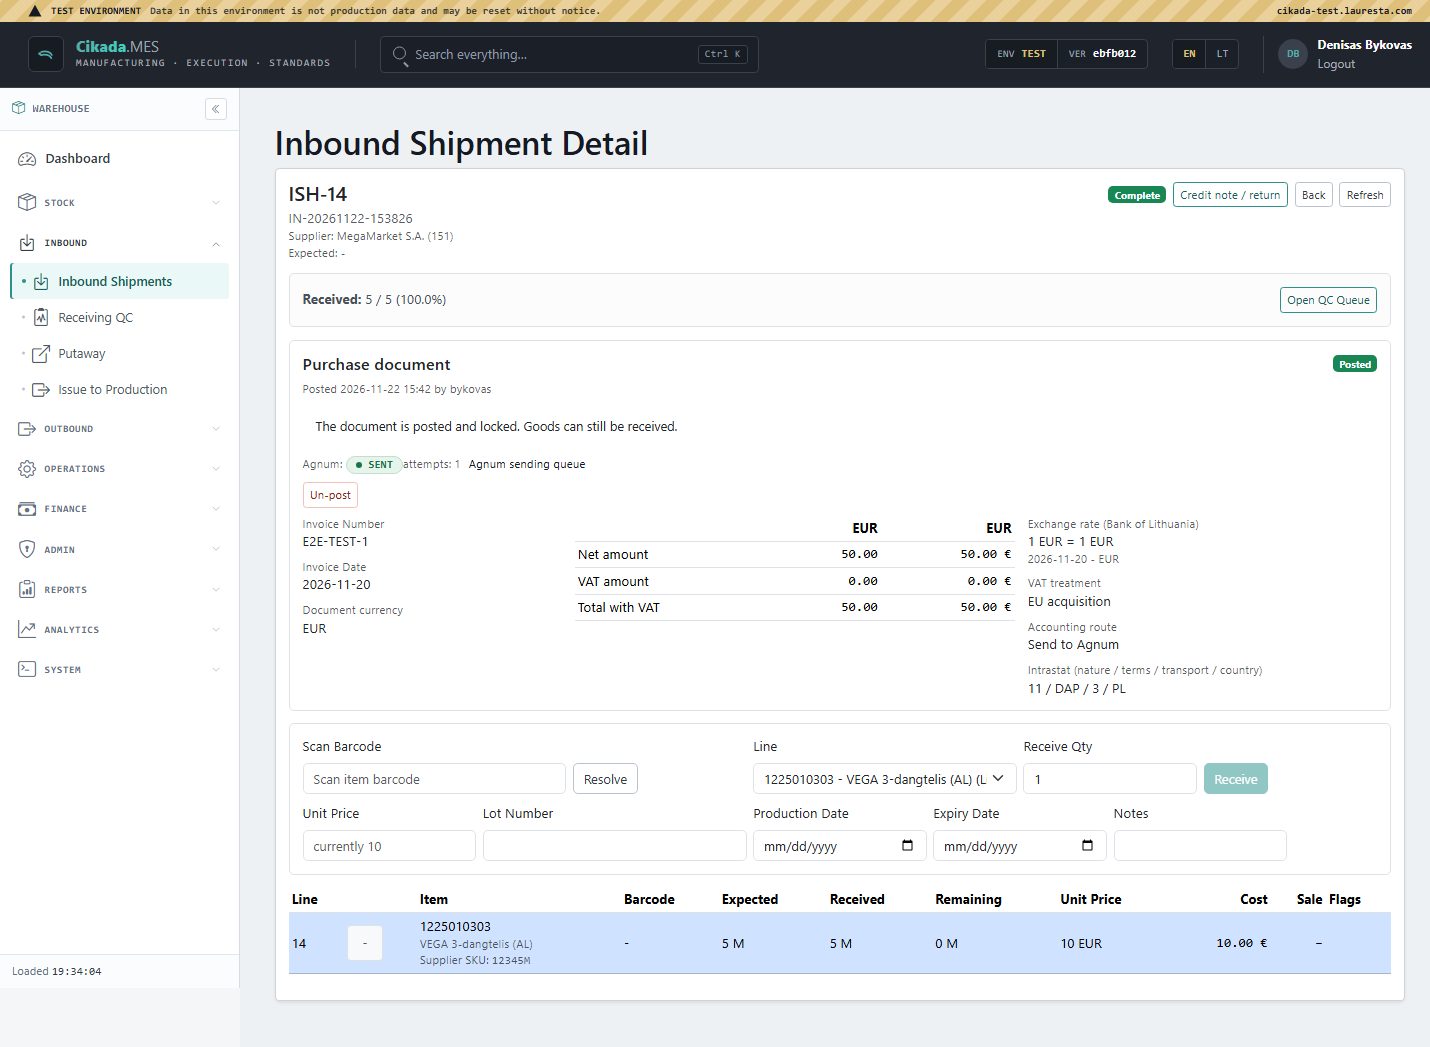 TEST ENVIRONMENT Data in this environment is not production data and may be reset without notice.
cikada-test.lauresta.com
Cikada.MES
MANUFACTURING · EXECUTION · STANDARDS
Search everything...
Ctrl K
ENV TEST
VER ebfb012
EN
LT
DB
Denisas Bykovas
Logout
WAREHOUSE
Dashboard
STOCK
INBOUND
Inbound Shipments
Receiving QC
Putaway
Issue to Production
OUTBOUND
OPERATIONS
FINANCE
ADMIN
REPORTS
ANALYTICS
SYSTEM
Loaded 19:34:04
Inbound Shipment Detail
ISH-14
Complete
Credit note / return
Back
Refresh
IN-20261122-153826
Supplier: MegaMarket S.A. (151)
Expected: -
Received: 5 / 5 (100.0%)
Open QC Queue
Purchase document
Posted
Posted 2026-11-22 15:42 by bykovas
The document is posted and locked. Goods can still be received.
Agnum: SENT attempts: 1 Agnum sending queue
Un-post
Invoice Number
E2E-TEST-1
Invoice Date
2026-11-20
Document currency
EUR
EUR EUR
Net amount 50.00 50.00 €
VAT amount 0.00 0.00 €
Total with VAT 50.00 50.00 €
Exchange rate (Bank of Lithuania)
1 EUR = 1 EUR
2026-11-20 - EUR
VAT treatment
EU acquisition
Accounting route
Send to Agnum
Intrastat (nature / terms / transport / country)
11 / DAP / 3 / PL
Scan Barcode
Scan item barcode
Resolve
Line
1225010303 - VEGA 3-dangtelis (AL) (L
Receive Qty
1
Receive
Unit Price
currently 10
Lot Number
Production Date
mm/dd/yyyy
Expiry Date
mm/dd/yyyy
Notes
Line Item Barcode Expected Received Remaining Unit Price Cost Sale Flags
14 - 1225010303 - 5 M 5 M 0 M 10 EUR 10.00 € –
VEGA 3-dangtelis (AL)
Supplier SKU: 12345M